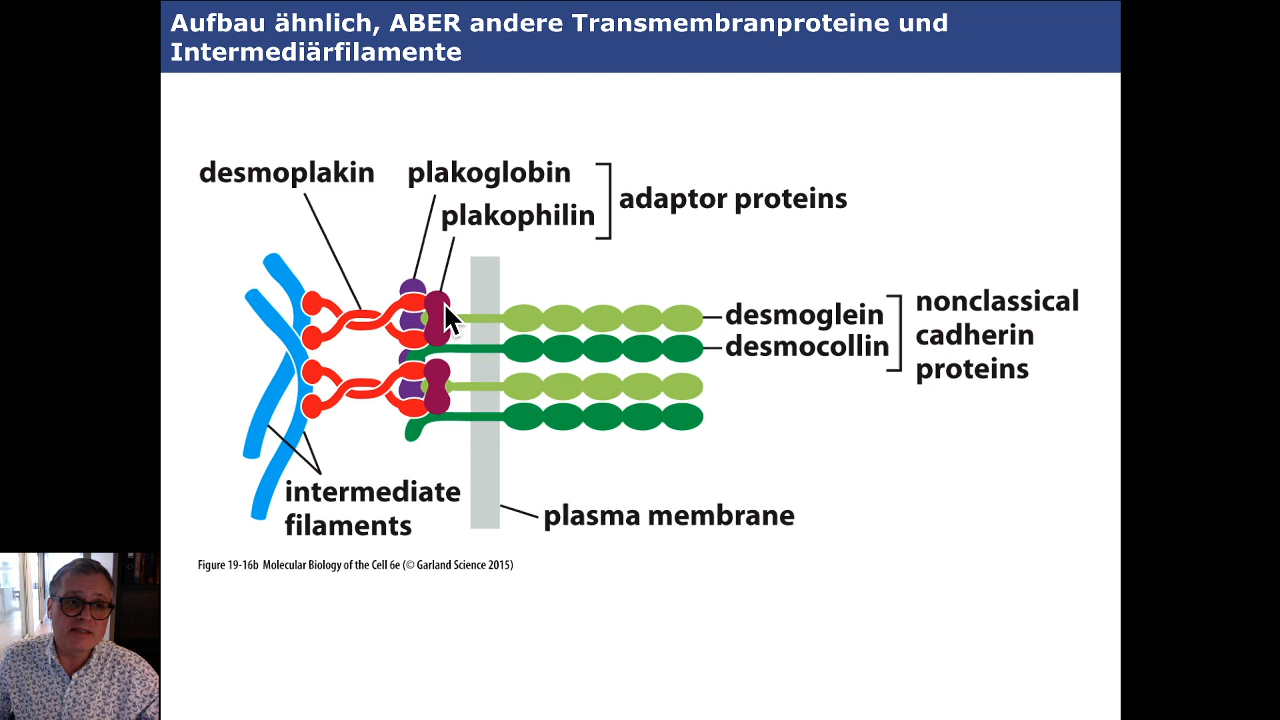 Aufbau ähnlich, ABER andere Transmembranproteine und
Intermediärfilamente
desmoplakin
plakoglobin
plakophilin
adaptor proteins
desmoglein
desmocollin
nonclassical
cadherin
proteins
intermediate
filaments
plasma membrane
Figure 19-16b Molecular Biology of the Cell 6e (© Garland Science 2015)